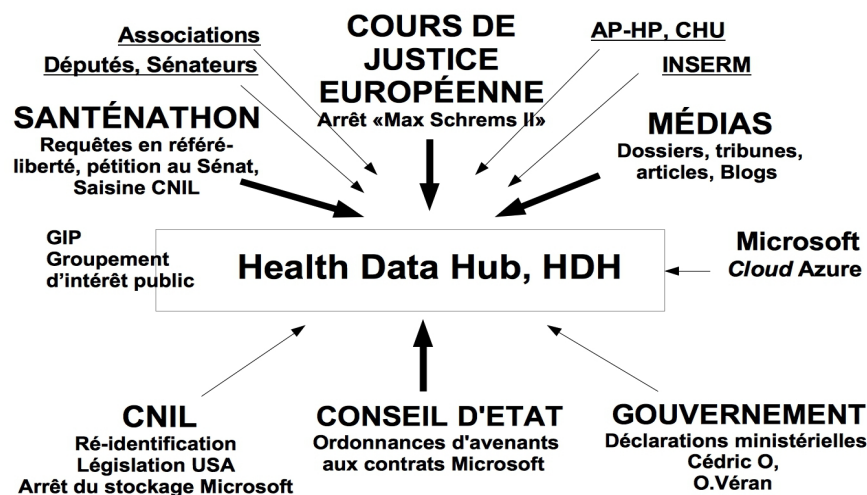 Associations
Députés, Sénateurs
COURS DE
JUSTICE
EUROPÉENNE
Arrêt «Max Schrems II»
AP-HP, CHU
INSERM
SANTÉNATHON
Requêtes en référé-
liberté, pétition au Sénat,
Saisine CNIL
MÉDIAS
Dossiers, tribunes,
articles, Blogs
GIP
Groupement
d'intérêt public
Health Data Hub, HDH
Microsoft
Cloud Azure
CNIL
Ré-identification
Législation USA
Arrêt du stockage Microsoft
CONSEIL D'ETAT
Ordonnances d'avenants
aux contrats Microsoft
GOUVERNEMENT
Déclarations ministérielles
Cédric O,
O.Véran